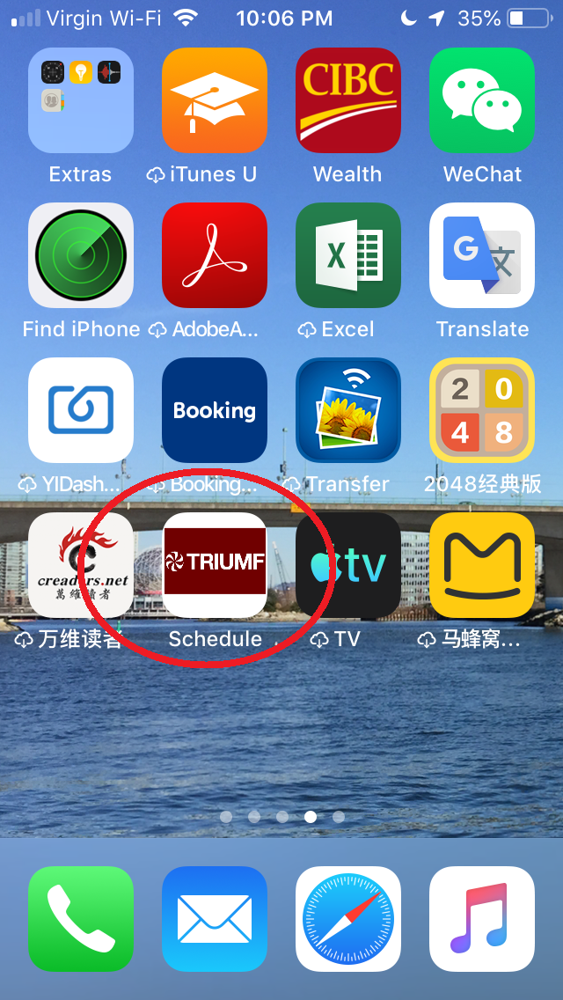 Virgin Wi-Fi 10:06 PM 35%
CIBC
Extras iTunes U Wealth WeChat
X G 文
Find iPhone AdobeA... Excel Translate
Booking 2 0
4 8
YIDash... Booking... Transfer 2048经典版
TRIUMF tv
creaders.net
萬維讀者
万维读者 Schedule TV 马蜂窝...